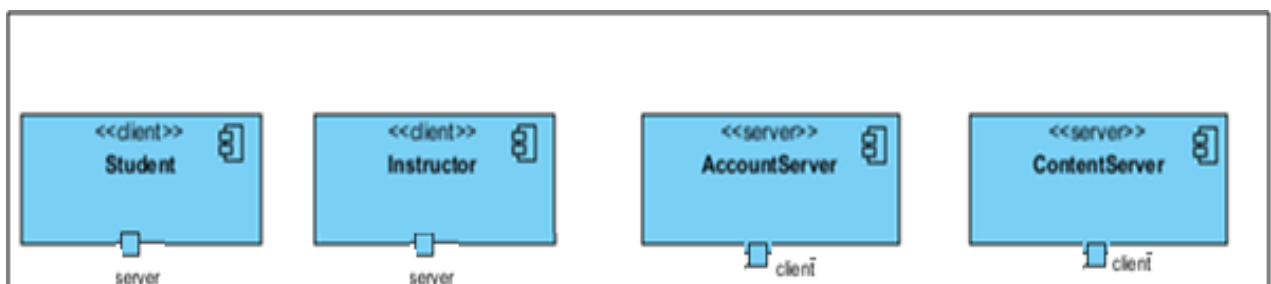 <<client>>
Student
server
<<client>>
Instructor
server
<<server>>
AccountServer
client
<<server>>
ContentServer
client